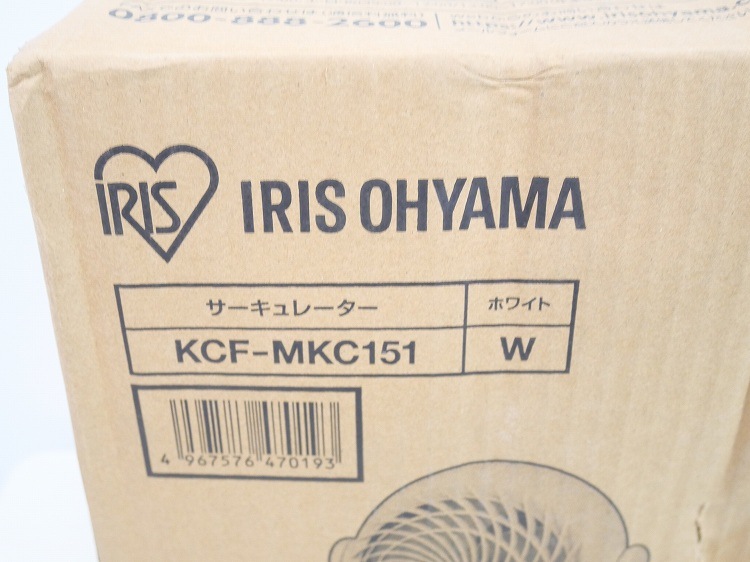 0800-888-2600
IRIS
IRIS OHYAMA
サーキュレーター ホワイト
KCF-MKC151 W
4 967576 470193